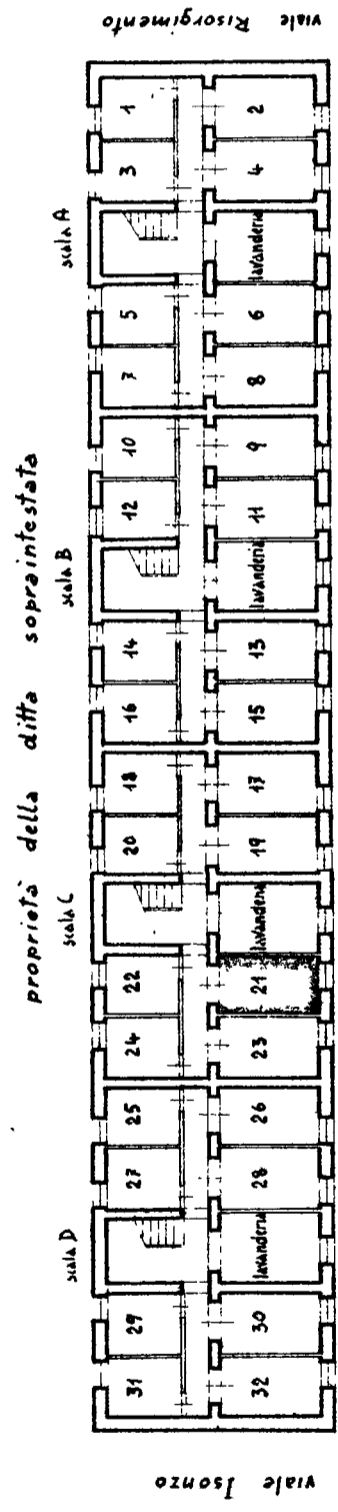 viale Risorgimento
1
2
3
4
scala A
lavanderia
5
6
7
8
10
9
12
11
proprietà della ditta sopraintestata
scala B
lavanderia
14
13
16
15
18
17
20
19
scala C
lavanderia
22
21
24
23
25
26
27
28
scala D
lavanderia
29
30
31
32
viale Isonzo